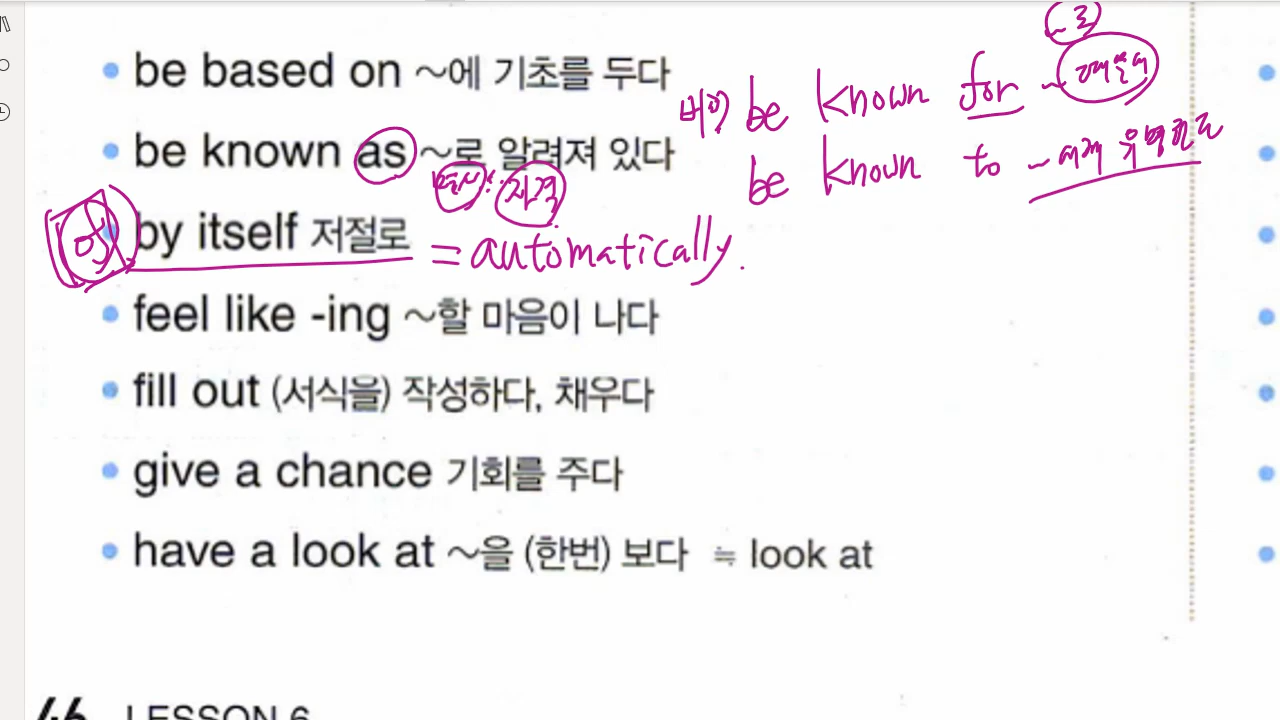 be based on ~에 기초를 두다
~로
be known for ~ 때문에
be known as ~로 알려져 있다
be known to ~에게 유명한
자격
by itself 저절로
= automatically.
feel like -ing ~할 마음이 나다
fill out (서식을) 작성하다, 채우다
give a chance 기회를 주다
have a look at ~을 (한번) 보다 ≒ look at
46 LESSON 6